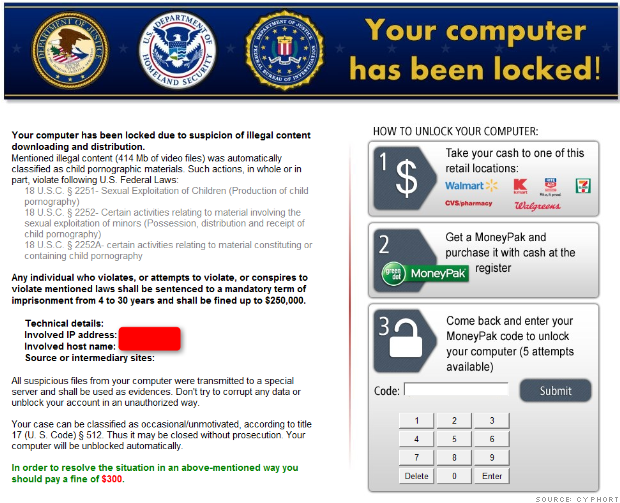 DEPARTMENT OF JUSTICE
U.S. DEPARTMENT OF
HOMELAND SECURITY
DEPARTMENT OF JUSTICE
FEDERAL BUREAU OF INVESTIGATION
Your computer
has been locked!
Your computer has been locked due to suspicion of illegal content
downloading and distribution.
Mentioned illegal content (414 Mb of video files) was automatically
classified as child pornographic materials. Such actions, in whole or in
part, violate following U.S. Federal Laws:
18 U.S.C. § 2251- Sexual Exploitation of Children (Production of child
pornography)
18 U.S.C. § 2252- Certain activities relating to material involving the
sexual exploitation of minors (Possession, distribution and receipt of
child pornography)
18 U.S.C. § 2252A- certain activities relating to material constituting or
containing child pornography
Any individual who violates, or attempts to violate, or conspires to
violate mentioned laws shall be sentenced to a mandatory term of
imprisonment from 4 to 30 years and shall be fined up to $250,000.
Technical details:
Involved IP address:
Involved host name:
Source or intermediary sites:
All suspicious files from your computer were transmitted to a special
server and shall be used as evidences. Don't try to corrupt any data or
unblock your account in an unauthorized way.
Your case can be classified as occasional/unmotivated, according to title
17 (U. S. Code) § 512. Thus it may be closed without prosecution. Your
computer will be unblocked automatically.
In order to resolve the situation in an above-mentioned way you
should pay a fine of $300.
HOW TO UNLOCK YOUR COMPUTER:
1
$
Take your cash to one of this
retail locations:
Walmart
K
7
CVS/pharmacy
Walgreens
2
Get a MoneyPak and
purchase it with cash at the
register
green dot MoneyPak
3
Come back and enter your
MoneyPak code to unlock
your computer (5 attempts
available)
Code:
Submit
1 2 3
4 5 6
7 8 9
Delete 0 Enter
SOURCE: CYPHORT